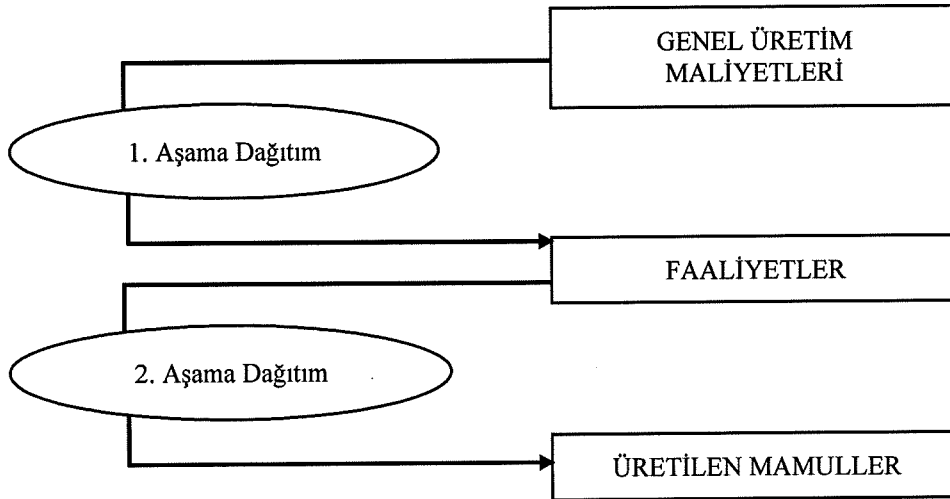 GENEL ÜRETİM
MALİYETLERİ
1. Aşama Dağıtım
FAALİYETLER
2. Aşama Dağıtım
ÜRETİLEN MAMULLER